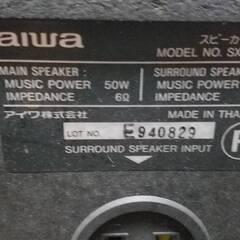 aiwa
スピーカ
MODEL NO. SX
MAIN SPEAKER :
MUSIC POWER 50W
IMPEDANCE 6Ω
SURROUND SPEAK
MUSIC POWER
IMPEDANCE
アイワ株式会社
MADE IN THA
LOT NO. E940829
SURROUND SPEAKER INPUT